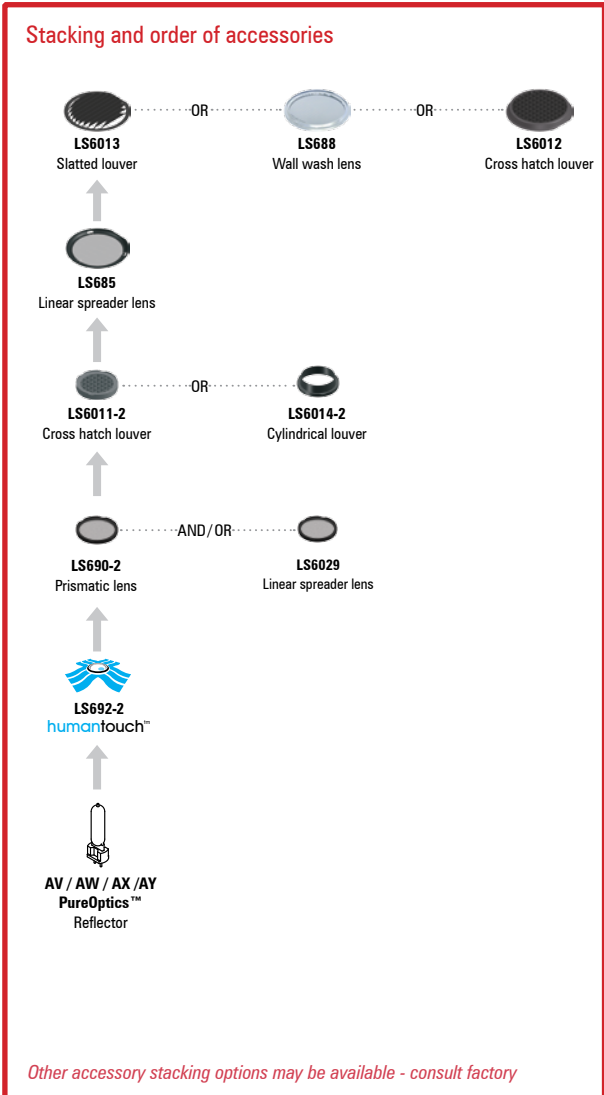 Stacking and order of accessories
OR
OR
LS6013
LS688
LS6012
Slatted louver
Wall wash lens
Cross hatch louver
LS685
Linear spreader lens
OR
LS6011-2
LS6014-2
Cross hatch louver
Cylindrical louver
AND/OR
LS690-2
LS6029
Prismatic lens
Linear spreader lens
LS692-2
humantouch™
AV / AW / AX /AY
PureOptics™
Reflector
Other accessory stacking options may be available - consult factory